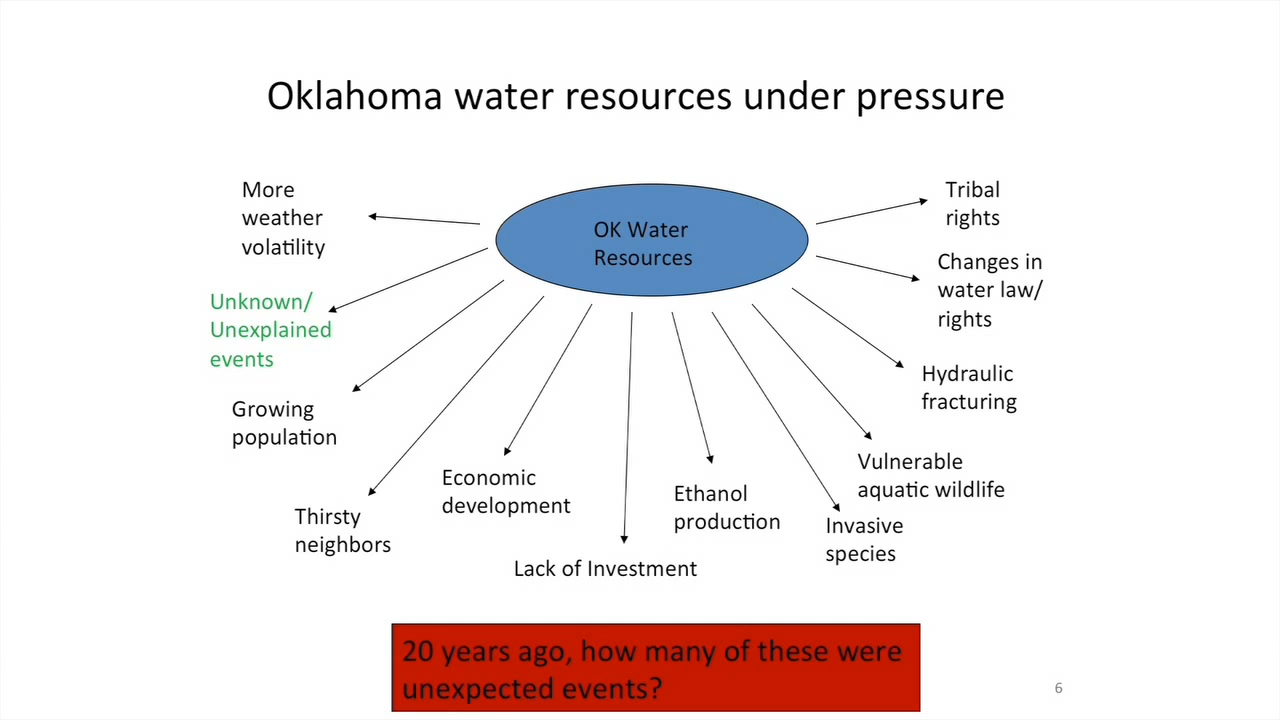 Oklahoma water resources under pressure
OK Water
Resources
More
weather
volatility
Unknown/
Unexplained
events
Growing
population
Thirsty
neighbors
Economic
development
Lack of Investment
Ethanol
production
Invasive
species
Vulnerable
aquatic wildlife
Hydraulic
fracturing
Changes in
water law/
rights
Tribal
rights
20 years ago, how many of these were
unexpected events?
6